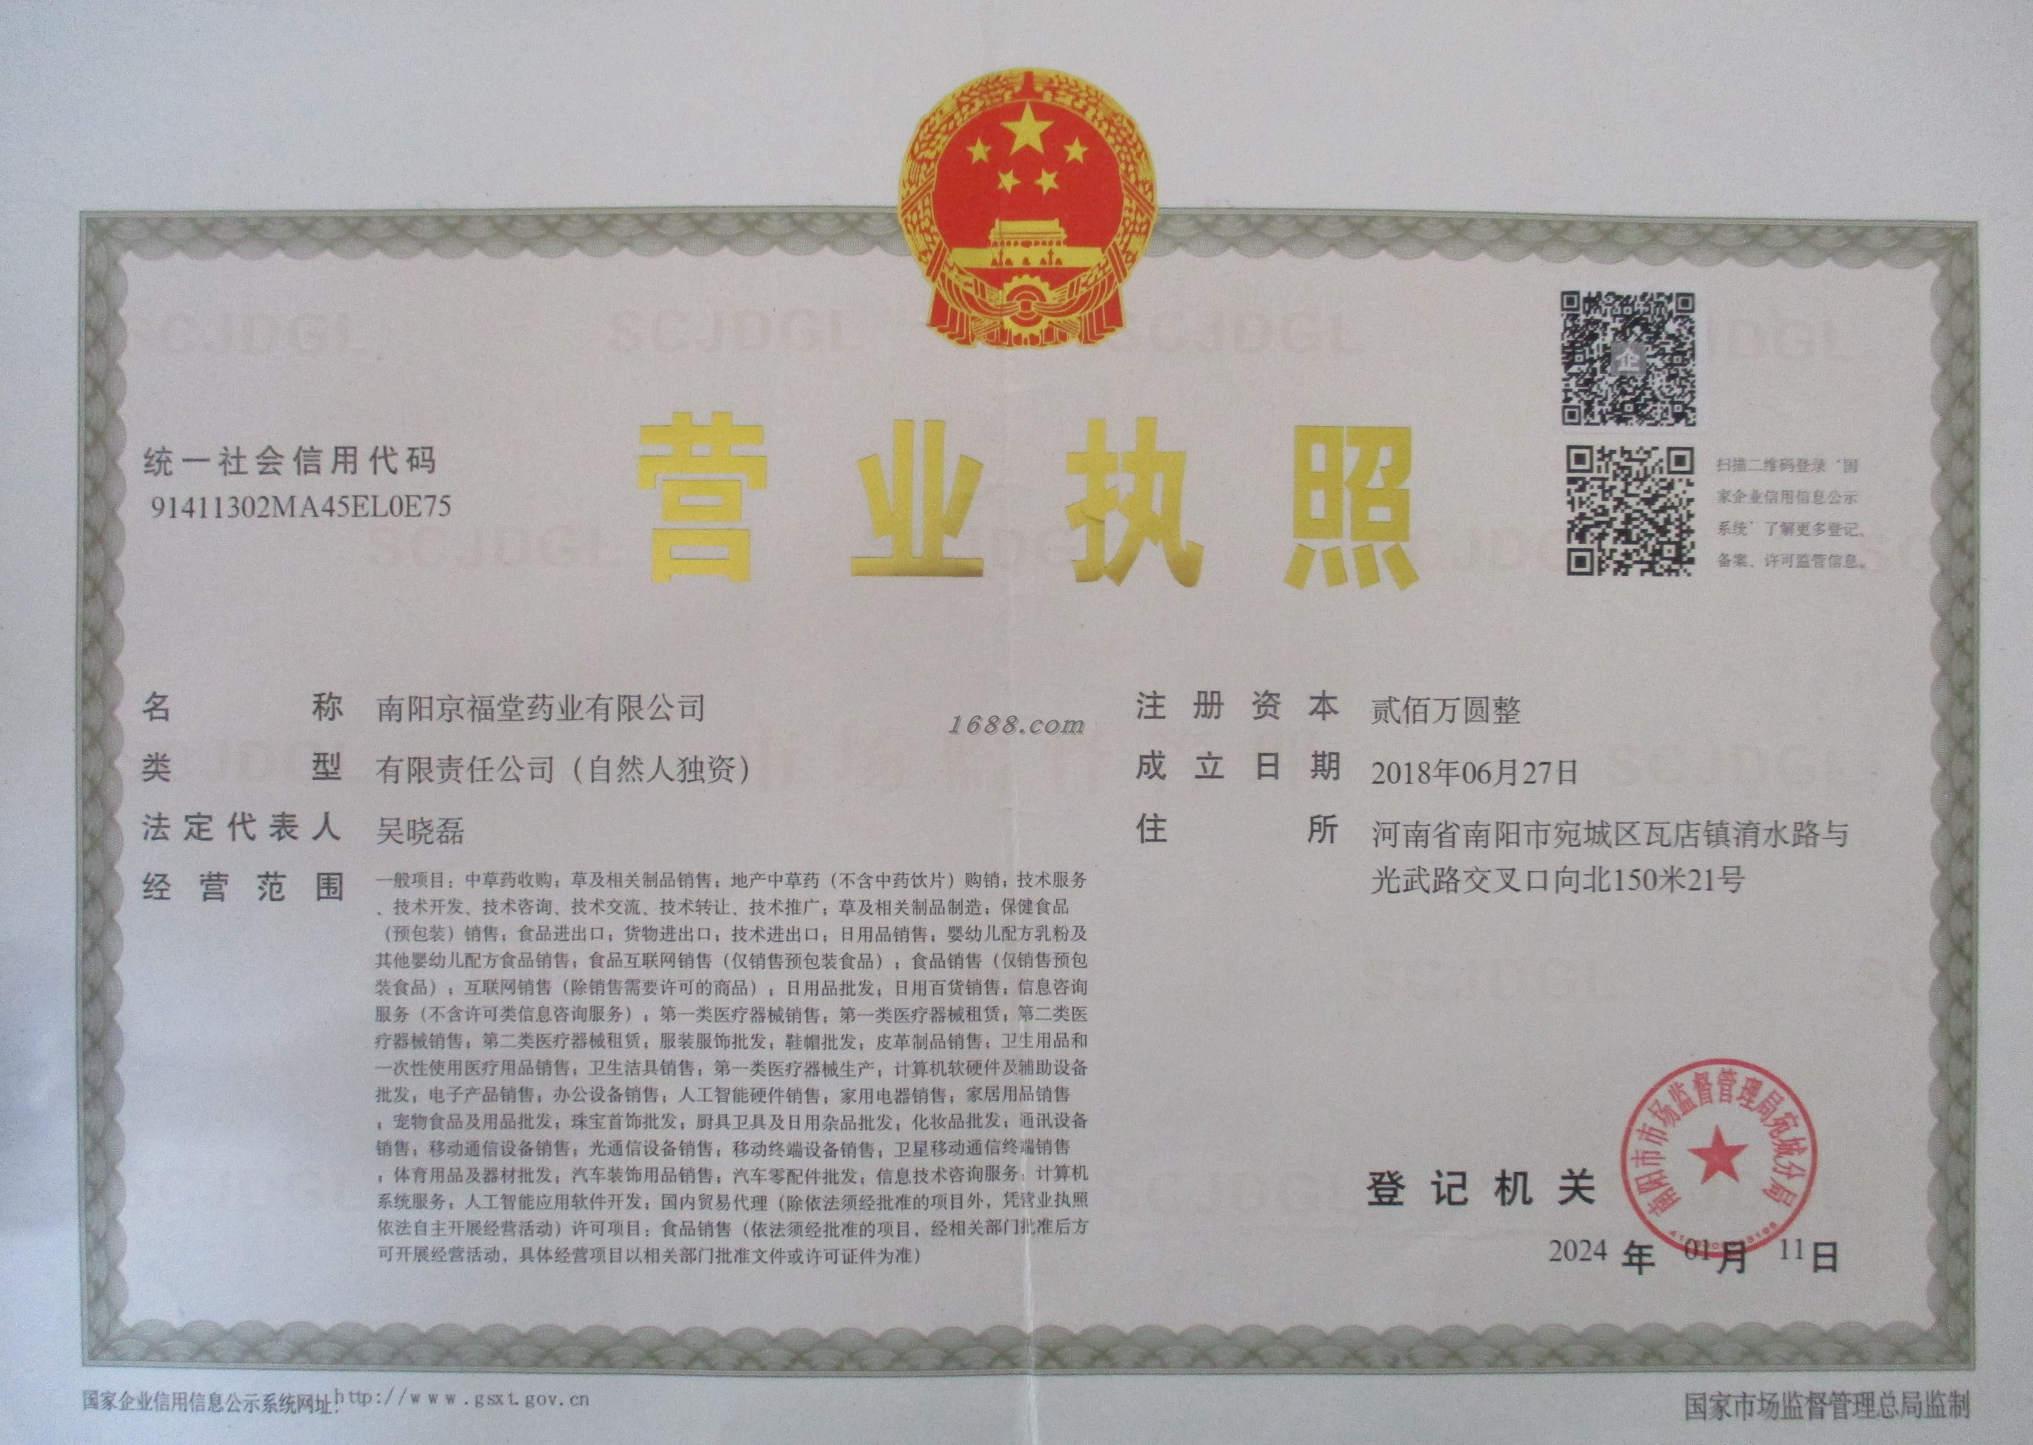 营业执照
统一社会信用代码
91411302MA45EL0E75
扫描二维码登录“国
家企业信用信息公示
系统”了解更多登记、
备案、许可监管信息。
名称 南阳京福堂药业有限公司
类型 有限责任公司（自然人独资）
法定代表人 吴晓磊
经营范围 一般项目：中草药收购；草及相关制品销售；地产中草药（不含中药饮片）购销；技术服务
、技术开发、技术咨询、技术交流、技术转让、技术推广；草及相关制品制造；保健食品
（预包装）销售；食品进出口；货物进出口；技术进出口；日用品销售；婴幼儿配方乳粉及
其他婴幼儿配方食品销售；食品互联网销售（仅销售预包装食品）；食品销售（仅销售预包
装食品）；互联网销售（除销售需要许可的商品）；日用品批发；日用百货销售；信息咨询
服务（不含许可类信息咨询服务）；第一类医疗器械销售；第一类医疗器械租赁；第二类医
疗器械销售；第二类医疗器械租赁；服装服饰批发；鞋帽批发；皮革制品销售；卫生用品和
一次性使用医疗用品销售；卫生洁具销售；第一类医疗器械生产；计算机软硬件及辅助设备
批发；电子产品销售；办公设备销售；人工智能硬件销售；家用电器销售；家居用品销售
；宠物食品及用品批发；珠宝首饰批发；厨具卫具及日用杂品批发；化妆品批发；通讯设备
销售；移动通信设备销售；光通信设备销售；移动终端设备销售；卫星移动通信终端销售
；体育用品及器材批发；汽车装饰用品销售；汽车零配件批发；信息技术咨询服务；计算机
系统服务；人工智能应用软件开发；国内贸易代理（除依法须经批准的项目外，凭营业执照
依法自主开展经营活动）许可项目：食品销售（依法须经批准的项目，经相关部门批准后方
可开展经营活动，具体经营项目以相关部门批准文件或许可证件为准）
1688.com
注册资本 贰佰万圆整
成立日期 2018年06月27日
住所 河南省南阳市宛城区瓦店镇淯水路与
光武路交叉口向北150米21号
南阳市市场监督管理局宛城分局
登记机关
2024年01月11日
国家企业信用信息公示系统网址：http://www.gsxt.gov.cn
国家市场监督管理总局监制
SCJDGL